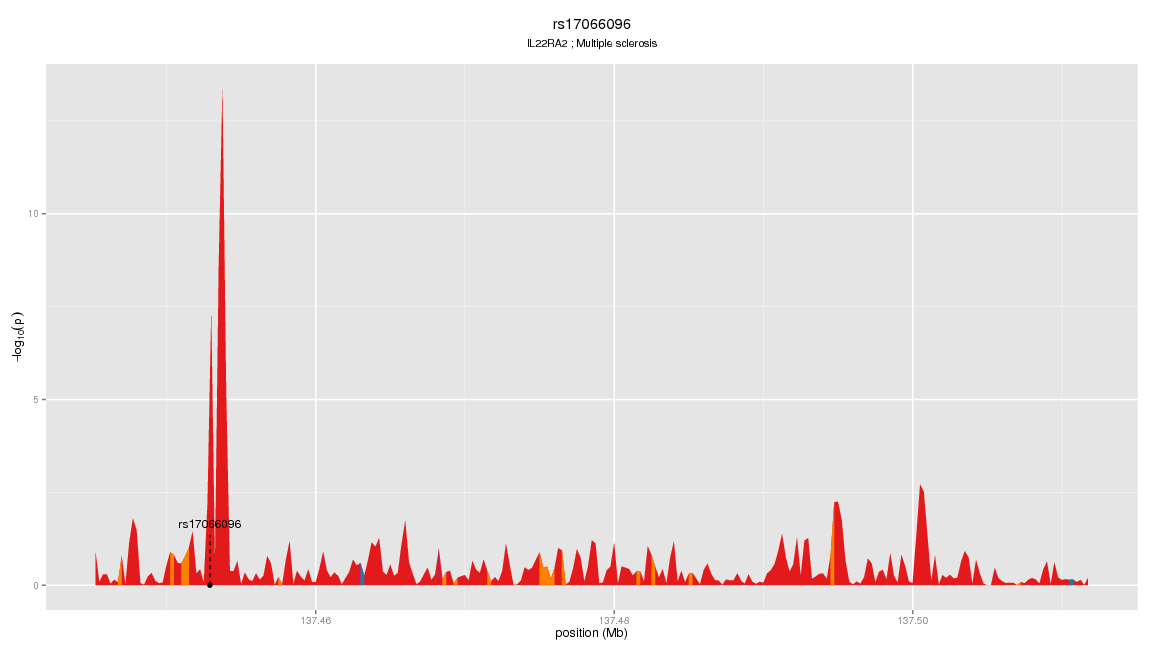 rs17066096
IL22RA2 ; Multiple sclerosis
−log10(p)
10
5
0
rs17066096
137.46
137.48
137.50
position (Mb)